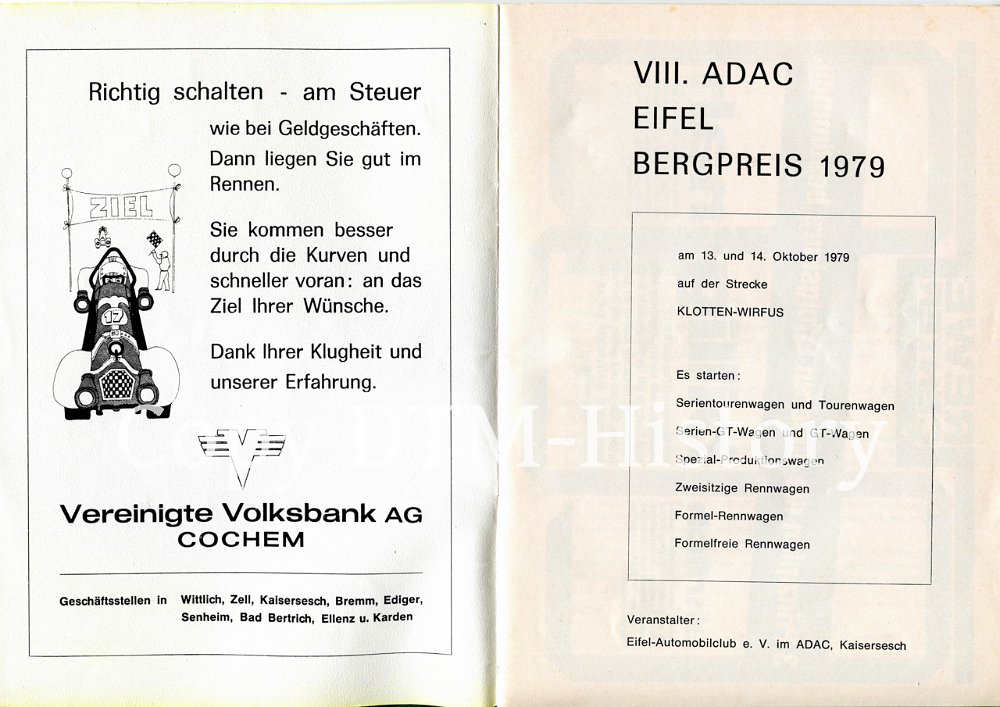 Richtig schalten - am Steuer
wie bei Geldgeschäften.
Dann liegen Sie gut im
Rennen.
ZIEL
Sie kommen besser
durch die Kurven und
schneller voran: an das
Ziel Ihrer Wünsche.
17
Dank Ihrer Klugheit und
unserer Erfahrung.
V
Vereinigte Volksbank AG
COCHEM
Geschäftsstellen in Wittlich, Zell, Kaisersesch, Bremm, Ediger,
Senheim, Bad Bertrich, Ellenz u. Karden
VIII. ADAC
EIFEL
BERGPREIS 1979
am 13. und 14. Oktober 1979
auf der Strecke
KLOTTEN-WIRFUS
Es starten:
Serientourenwagen und Tourenwagen
Serien-GT-Wagen und GT-Wagen
Spezial-Produktionswagen
Zweisitzige Rennwagen
Formel-Rennwagen
Formelfreie Rennwagen
Veranstalter:
Eifel-Automobilclub e. V. im ADAC, Kaisersesch